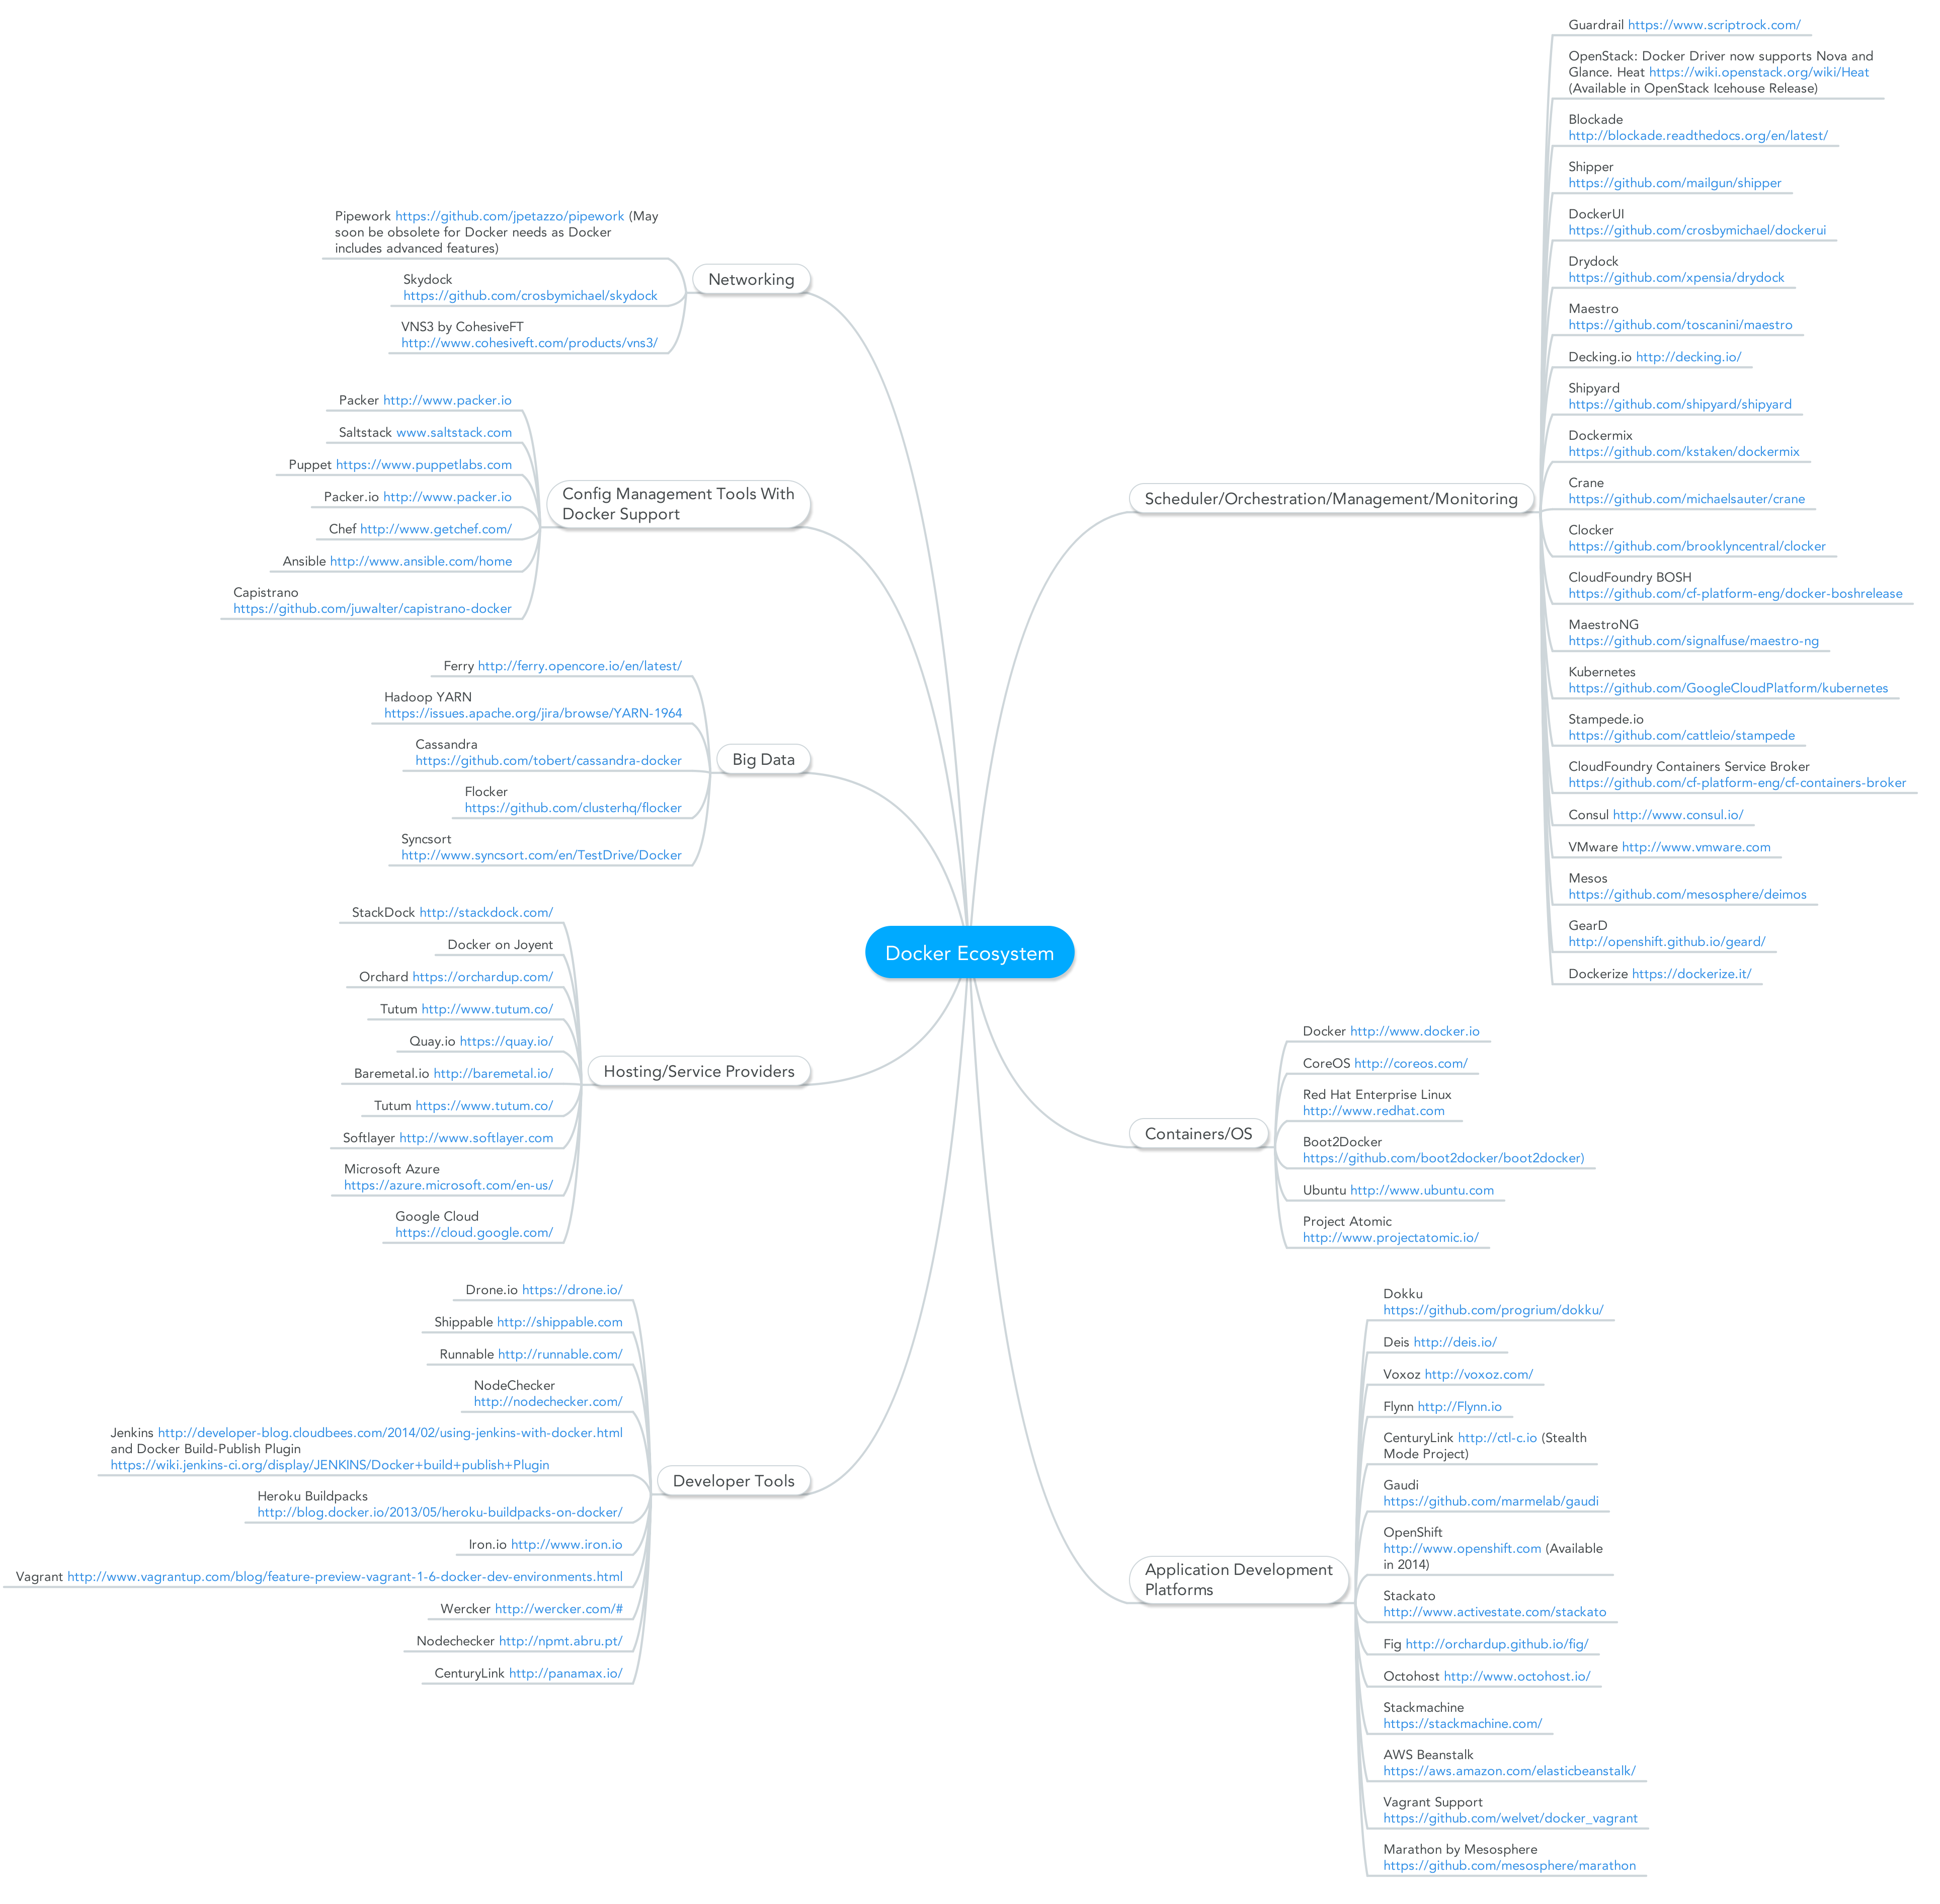 Docker Ecosystem
Networking
Pipework https://github.com/jpetazzo/pipework (May
soon be obsolete for Docker needs as Docker
includes advanced features)
Skydock
https://github.com/crosbymichael/skydock
VNS3 by CohesiveFT
http://www.cohesiveft.com/products/vns3/
Config Management Tools With
Docker Support
Packer http://www.packer.io
Saltstack www.saltstack.com
Puppet https://www.puppetlabs.com
Packer.io http://www.packer.io
Chef http://www.getchef.com/
Ansible http://www.ansible.com/home
Capistrano
https://github.com/juwalter/capistrano-docker
Big Data
Ferry http://ferry.opencore.io/en/latest/
Hadoop YARN
https://issues.apache.org/jira/browse/YARN-1964
Cassandra
https://github.com/tobert/cassandra-docker
Flocker
https://github.com/clusterhq/flocker
Syncsort
http://www.syncsort.com/en/TestDrive/Docker
Hosting/Service Providers
StackDock http://stackdock.com/
Docker on Joyent
Orchard https://orchardup.com/
Tutum http://www.tutum.co/
Quay.io https://quay.io/
Baremetal.io http://baremetal.io/
Tutum https://www.tutum.co/
Softlayer http://www.softlayer.com
Microsoft Azure
https://azure.microsoft.com/en-us/
Google Cloud
https://cloud.google.com/
Developer Tools
Drone.io https://drone.io/
Shippable http://shippable.com
Runnable http://runnable.com/
NodeChecker
http://nodechecker.com/
Jenkins http://developer-blog.cloudbees.com/2014/02/using-jenkins-with-docker.html
and Docker Build-Publish Plugin
https://wiki.jenkins-ci.org/display/JENKINS/Docker+build+publish+Plugin
Heroku Buildpacks
http://blog.docker.io/2013/05/heroku-buildpacks-on-docker/
Iron.io http://www.iron.io
Vagrant http://www.vagrantup.com/blog/feature-preview-vagrant-1-6-docker-dev-environments.html
Wercker http://wercker.com/#
Nodechecker http://npmt.abru.pt/
CenturyLink http://panamax.io/
Scheduler/Orchestration/Management/Monitoring
Guardrail https://www.scriptrock.com/
OpenStack: Docker Driver now supports Nova and
Glance. Heat https://wiki.openstack.org/wiki/Heat
(Available in OpenStack Icehouse Release)
Blockade
http://blockade.readthedocs.org/en/latest/
Shipper
https://github.com/mailgun/shipper
DockerUI
https://github.com/crosbymichael/dockerui
Drydock
https://github.com/xpensia/drydock
Maestro
https://github.com/toscanini/maestro
Decking.io http://decking.io/
Shipyard
https://github.com/shipyard/shipyard
Dockermix
https://github.com/kstaken/dockermix
Crane
https://github.com/michaelsauter/crane
Clocker
https://github.com/brooklyncentral/clocker
CloudFoundry BOSH
https://github.com/cf-platform-eng/docker-boshrelease
MaestroNG
https://github.com/signalfuse/maestro-ng
Kubernetes
https://github.com/GoogleCloudPlatform/kubernetes
Stampede.io
https://github.com/cattleio/stampede
CloudFoundry Containers Service Broker
https://github.com/cf-platform-eng/cf-containers-broker
Consul http://www.consul.io/
VMware http://www.vmware.com
Mesos
https://github.com/mesosphere/deimos
GearD
http://openshift.github.io/geard/
Dockerize https://dockerize.it/
Containers/OS
Docker http://www.docker.io
CoreOS http://coreos.com/
Red Hat Enterprise Linux
http://www.redhat.com
Boot2Docker
https://github.com/boot2docker/boot2docker)
Ubuntu http://www.ubuntu.com
Project Atomic
http://www.projectatomic.io/
Application Development
Platforms
Dokku
https://github.com/progrium/dokku/
Deis http://deis.io/
Voxoz http://voxoz.com/
Flynn http://Flynn.io
CenturyLink http://ctl-c.io (Stealth
Mode Project)
Gaudi
https://github.com/marmelab/gaudi
OpenShift
http://www.openshift.com (Available
in 2014)
Stackato
http://www.activestate.com/stackato
Fig http://orchardup.github.io/fig/
Octohost http://www.octohost.io/
Stackmachine
https://stackmachine.com/
AWS Beanstalk
https://aws.amazon.com/elasticbeanstalk/
Vagrant Support
https://github.com/welvet/docker_vagrant
Marathon by Mesosphere
https://github.com/mesosphere/marathon